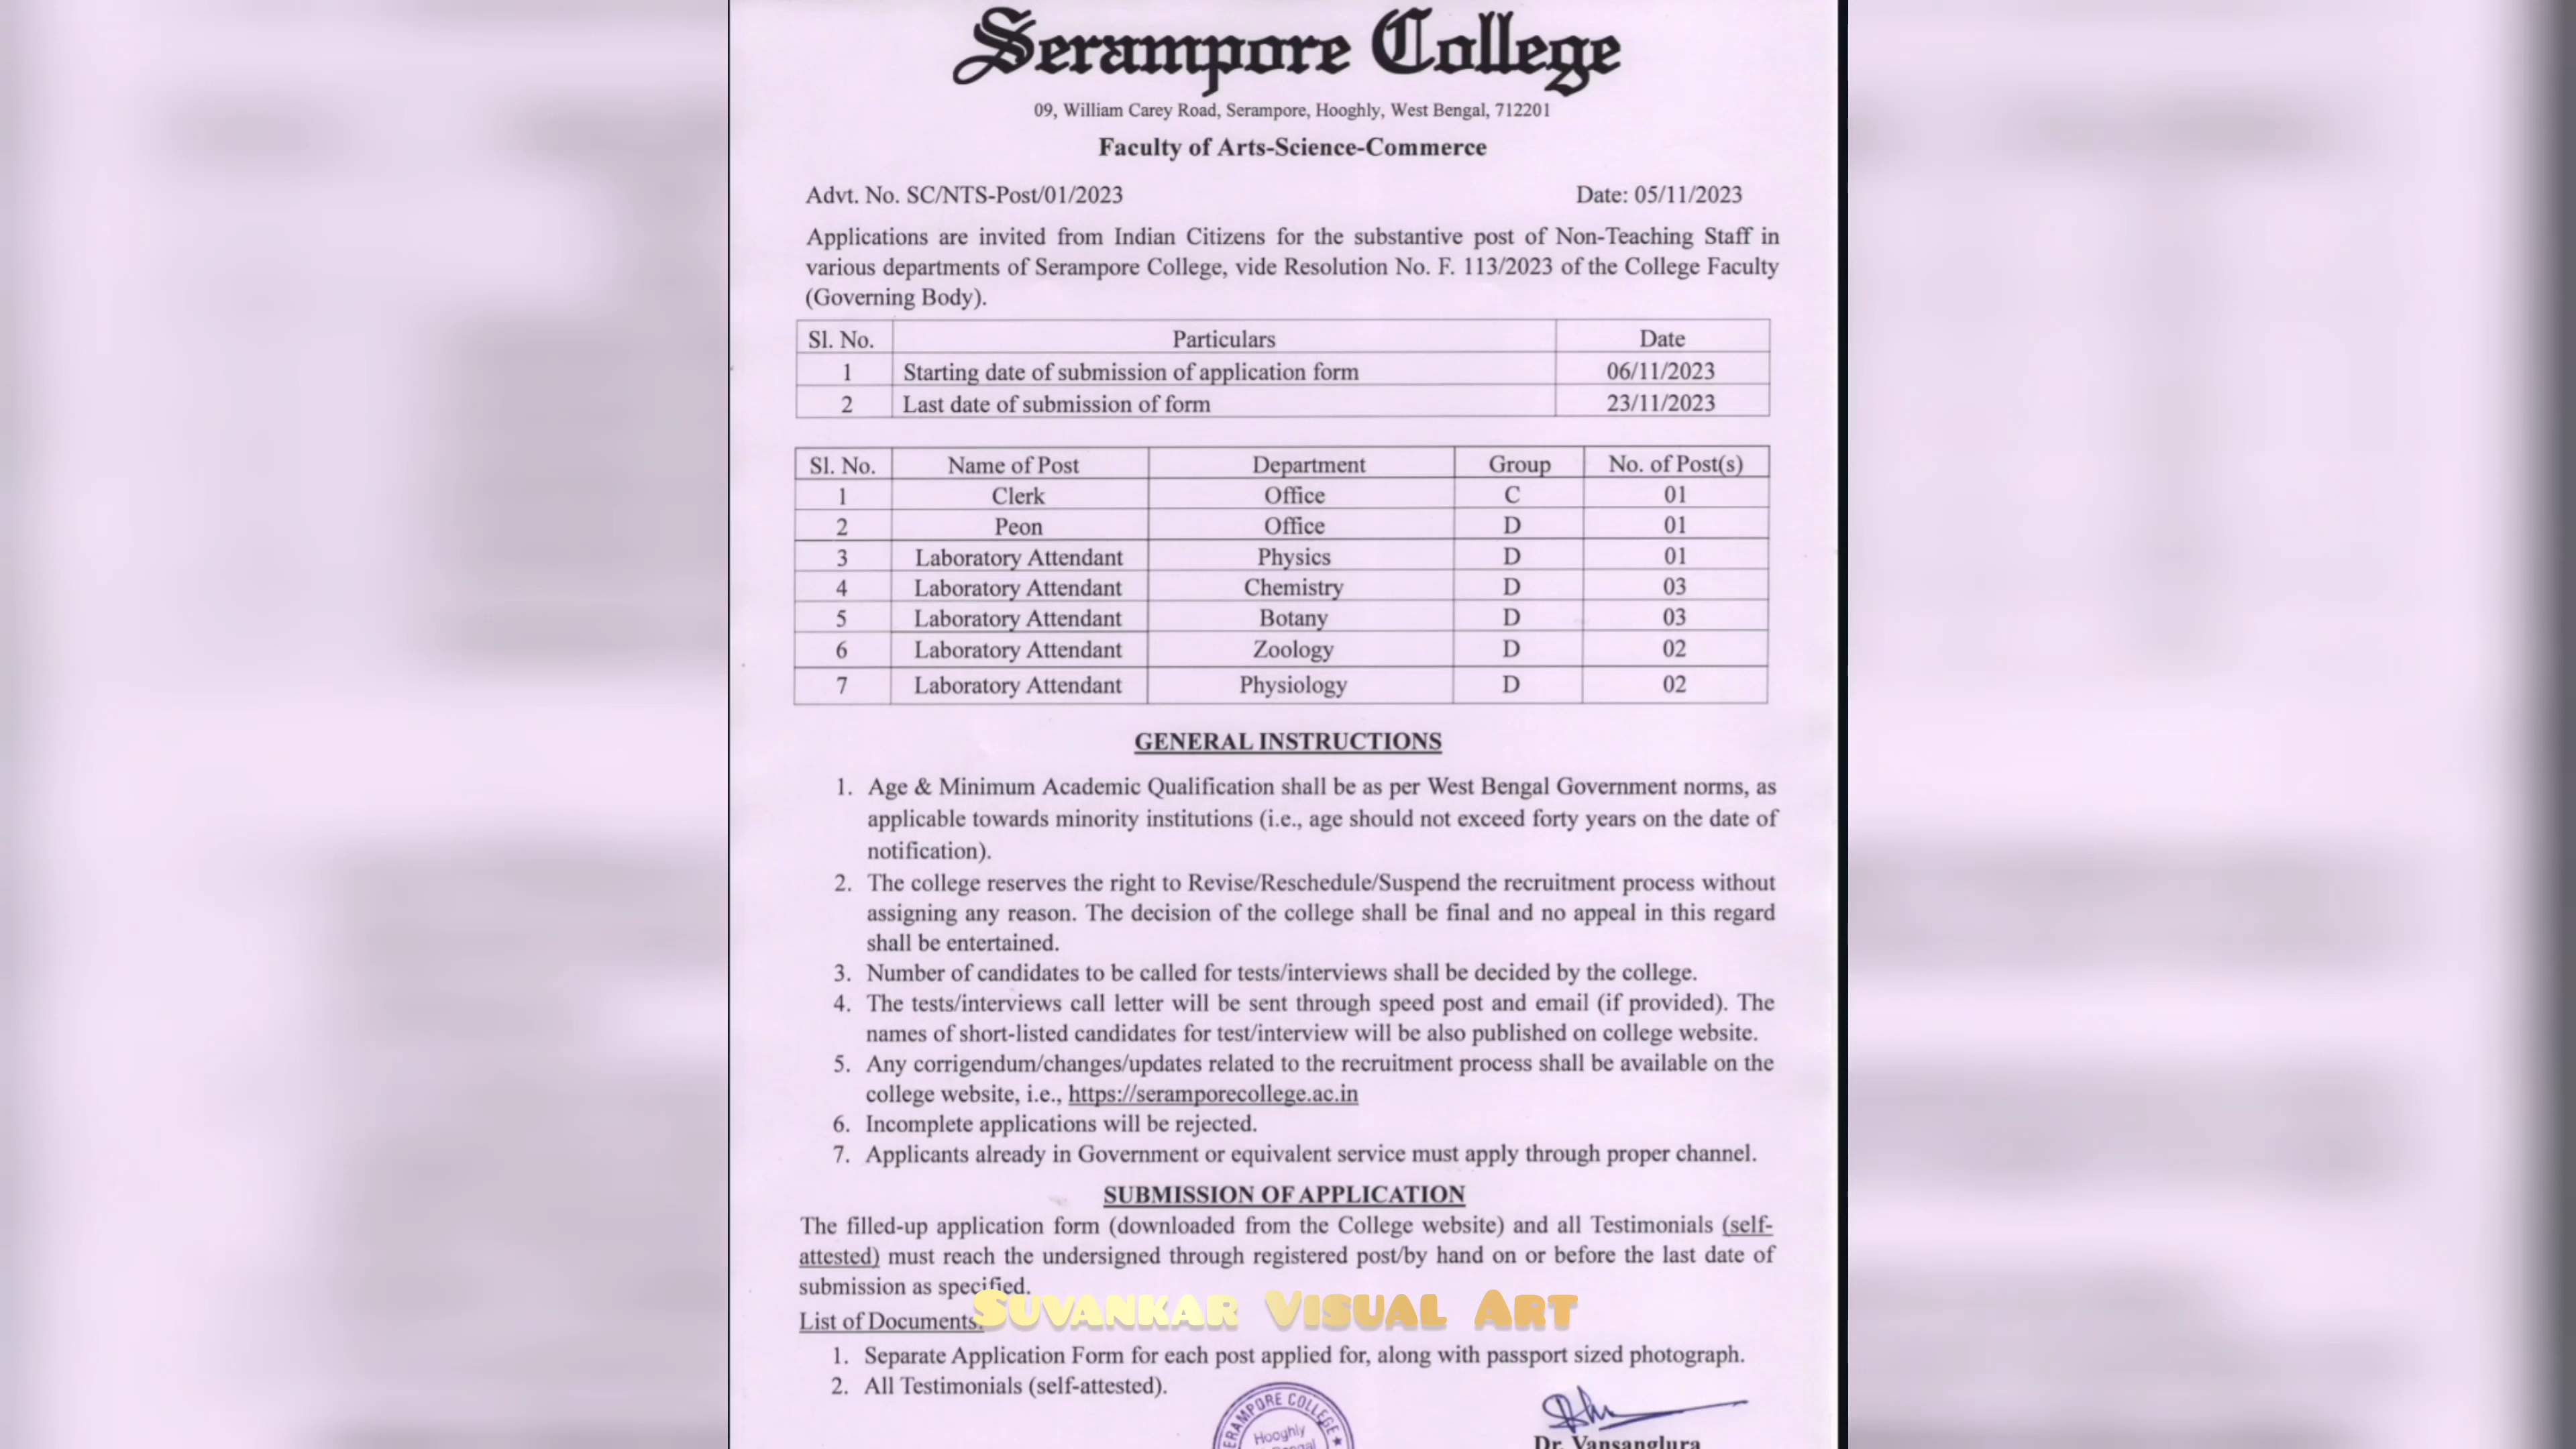 Serampore College
09, William Carey Road, Serampore, Hooghly, West Bengal, 712201
Faculty of Arts-Science-Commerce
Advt. No. SC/NTS-Post/01/2023 Date: 05/11/2023
Applications are invited from Indian Citizens for the substantive post of Non-Teaching Staff in
various departments of Serampore College, vide Resolution No. F. 113/2023 of the College Faculty
(Governing Body).
Sl. No. Particulars Date
1 Starting date of submission of application form 06/11/2023
2 Last date of submission of form 23/11/2023
Sl. No. Name of Post Department Group No. of Post(s)
1 Clerk Office C 01
2 Peon Office D 01
3 Laboratory Attendant Physics D 01
4 Laboratory Attendant Chemistry D 03
5 Laboratory Attendant Botany D 03
6 Laboratory Attendant Zoology D 02
7 Laboratory Attendant Physiology D 02
GENERAL INSTRUCTIONS
1. Age & Minimum Academic Qualification shall be as per West Bengal Government norms, as
applicable towards minority institutions (i.e., age should not exceed forty years on the date of
notification).
2. The college reserves the right to Revise/Reschedule/Suspend the recruitment process without
assigning any reason. The decision of the college shall be final and no appeal in this regard
shall be entertained.
3. Number of candidates to be called for tests/interviews shall be decided by the college.
4. The tests/interviews call letter will be sent through speed post and email (if provided). The
names of short-listed candidates for test/interview will be also published on college website.
5. Any corrigendum/changes/updates related to the recruitment process shall be available on the
college website, i.e., https://seramporecollege.ac.in
6. Incomplete applications will be rejected.
7. Applicants already in Government or equivalent service must apply through proper channel.
SUBMISSION OF APPLICATION
The filled-up application form (downloaded from the College website) and all Testimonials (self-
attested) must reach the undersigned through registered post/by hand on or before the last date of
submission as specified.
SUVANKAR VISUAL ART
List of Documents:
1. Separate Application Form for each post applied for, along with passport sized photograph.
2. All Testimonials (self-attested).
SERAMPORE COLLEGE
Hooghly
Dr. Vansanglura